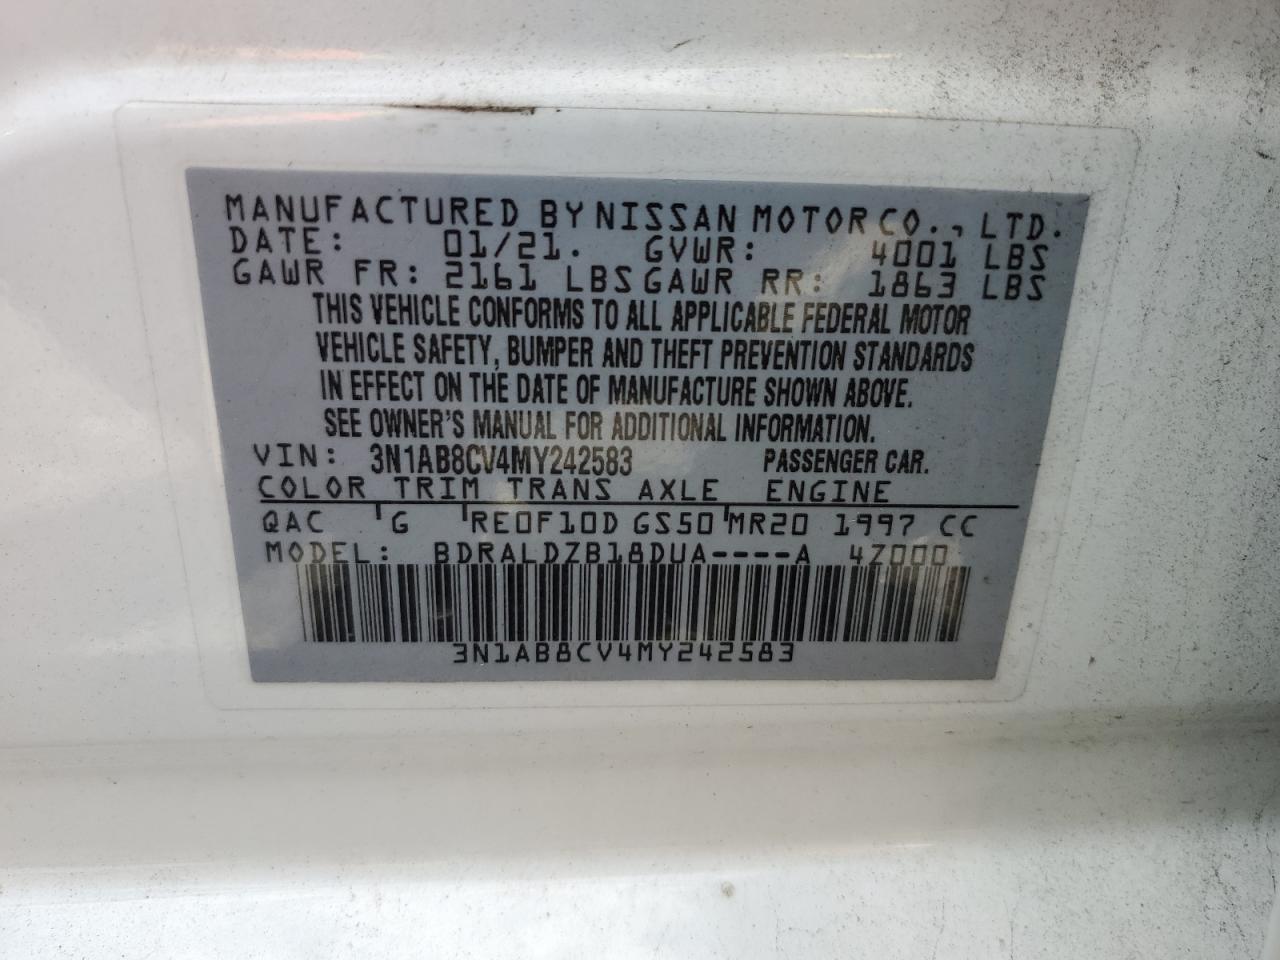 MANUFACTURED BY NISSAN MOTOR CO., LTD.
DATE: 01/21. GVWR: 4001 LBS
GAWR FR: 2161 LBS GAWR RR: 1863 LBS
THIS VEHICLE CONFORMS TO ALL APPLICABLE FEDERAL MOTOR
VEHICLE SAFETY, BUMPER AND THEFT PREVENTION STANDARDS
IN EFFECT ON THE DATE OF MANUFACTURE SHOWN ABOVE.
SEE OWNER'S MANUAL FOR ADDITIONAL INFORMATION.
VIN: 3N1AB8CV4MY242583 PASSENGER CAR.
COLOR TRIM TRANS AXLE ENGINE
QAC G RE0F10D GS50 MR20 1997 CC
MODEL: BDRALDZB18DUA----A 4Z000
3N1AB8CV4MY242583